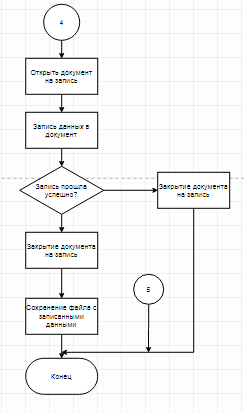 4
Открыть документ
на запись
Запись данных в
документ
Запись прошла
успешно?
Закрытие документа
на запись
Закрытие документа
на запись
5
Сохранение файла с
записанными
данными
Конец